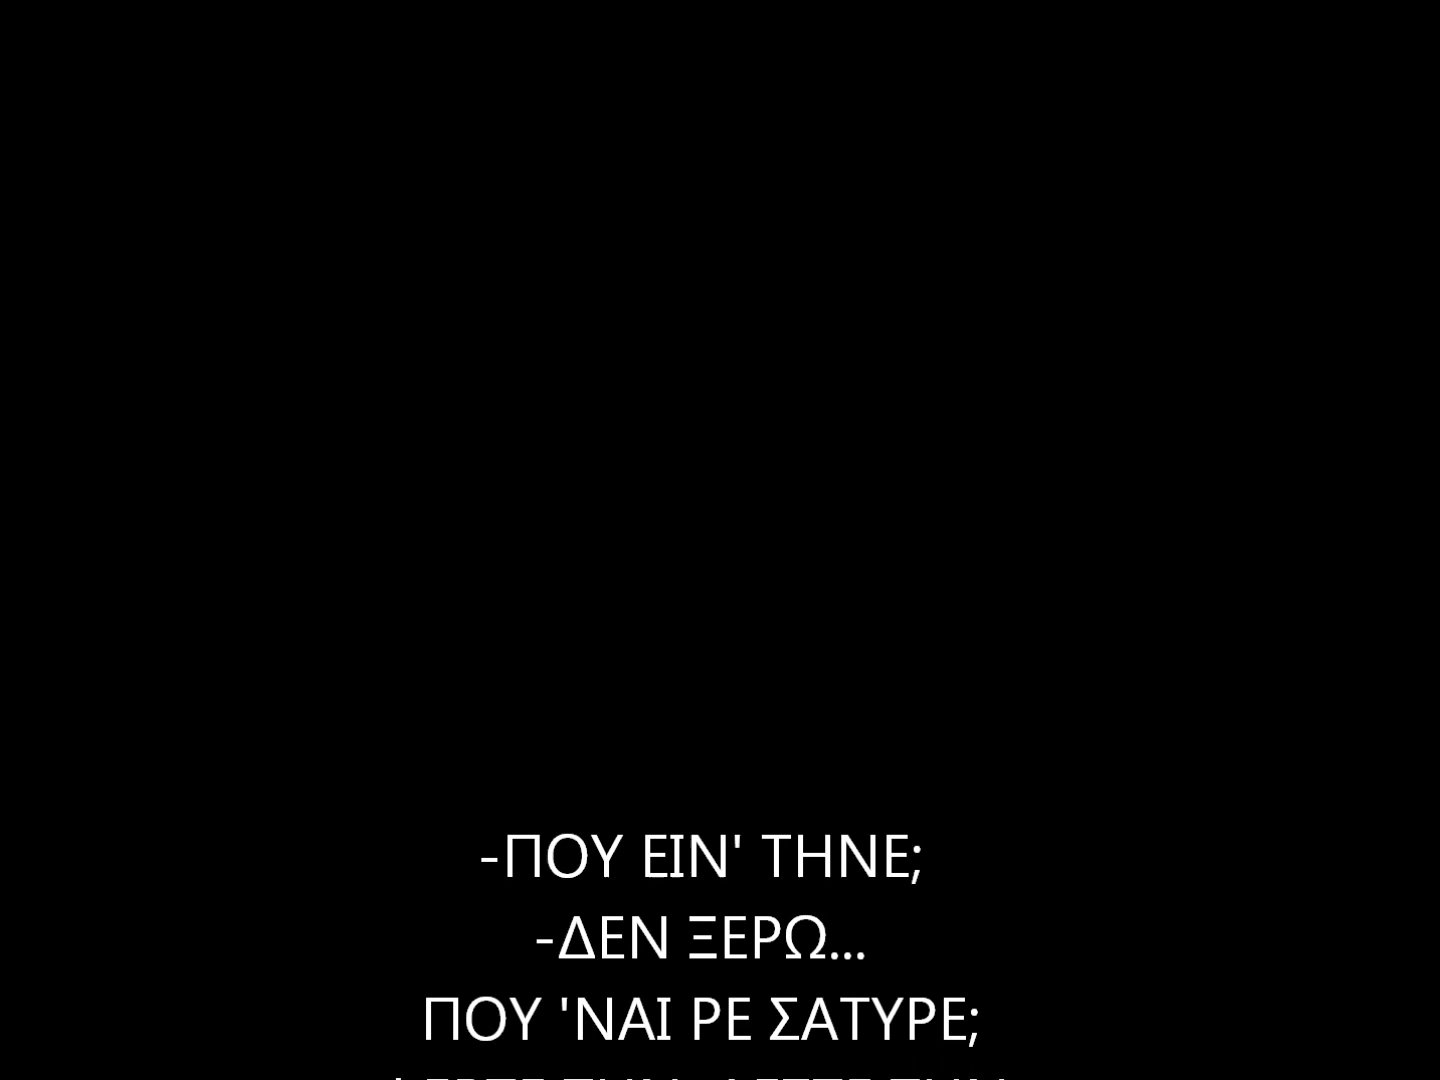 -ΠΟΥ ΕΙΝ' ΤΗΝΕ;
-ΔΕΝ ΞΕΡΩ...
ΠΟΥ 'ΝΑΙ ΡΕ ΣΑΤΥΡΕ;